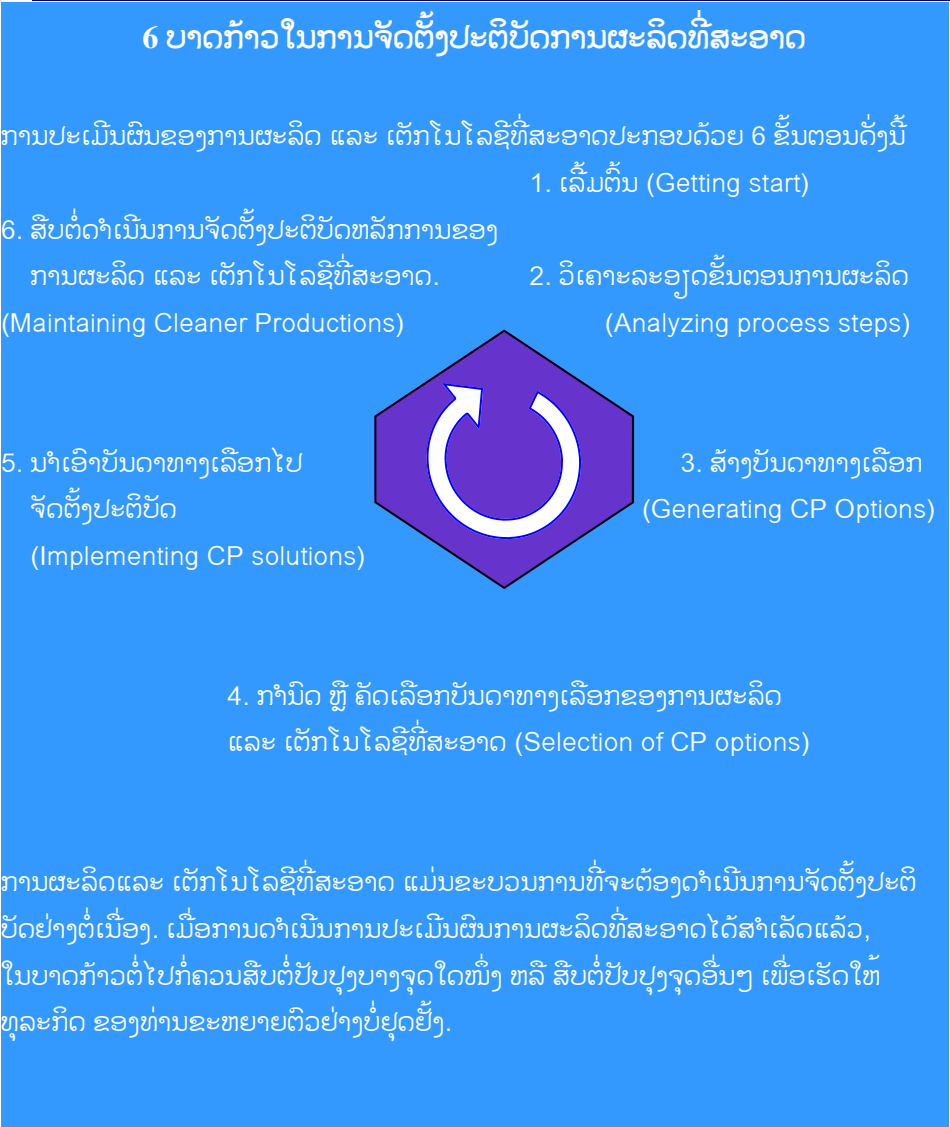 6 ບາດກ້າວໃນການຈັດຕັ້ງປະຕິບັດການຜະລິດທີ່ສະອາດ
ການປະເມີນຜົນຂອງການຜະລິດ ແລະ ເຕັກໂນໂລຊີທີ່ສະອາດປະກອບດ້ວຍ 6 ຂັ້ນຕອນດັ່ງນີ້
1. ເລີ້ມຕົ້ນ (Getting start)
6. ສືບຕໍ່ດຳເນີນການຈັດຕັ້ງປະຕິບັດຫລັກການຂອງ
ການຜະລິດ ແລະ ເຕັກໂນໂລຊີທີ່ສະອາດ.
(Maintaining Cleaner Productions)
2. ວິເຄາະລະອຽດຂັ້ນຕອນການຜະລິດ
(Analyzing process steps)
5. ນຳເອົາບັນດາທາງເລືອກໄປ
ຈັດຕັ້ງປະຕິບັດ
(Implementing CP solutions)
3. ສ້າງບັນດາທາງເລືອກ
(Generating CP Options)
4. ກຳນົດ ຫຼື ຄັດເລືອກບັນດາທາງເລືອກຂອງການຜະລິດ
ແລະ ເຕັກໂນໂລຊີທີ່ສະອາດ (Selection of CP options)
ການຜະລິດແລະ ເຕັກໂນໂລຊີທີ່ສະອາດ ແມ່ນຂະບວນການທີ່ຈະຕ້ອງດຳເນີນການຈັດຕັ້ງປະຕິ
ບັດຢ່າງຕໍ່ເນື່ອງ. ເມື່ອການດຳເນີນການປະເມີນຜົນການຜະລິດທີ່ສະອາດໄດ້ສຳເລັດແລ້ວ,
ໃນບາດກ້າວຕໍ່ໄປກໍ່ຄວນສືບຕໍ່ປັບປຸງບາງຈຸດໃດໜຶ່ງ ຫລື ສືບຕໍ່ປັບປຸງຈຸດອື່ນໆ ເພື່ອເຮັດໃຫ້
ທຸລະກິດ ຂອງທ່ານຂະຫຍາຍຕົວຢ່າງບໍ່ຢຸດຢັ້ງ.